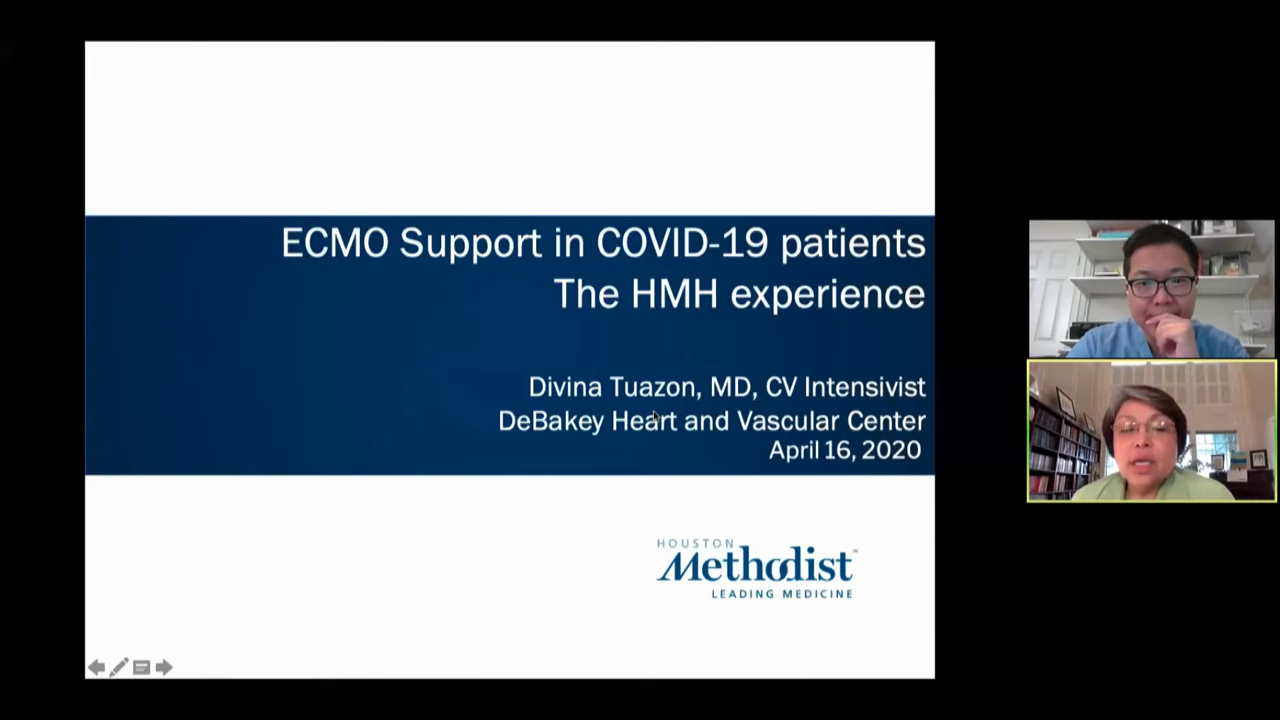 ECMO Support in COVID-19 patients
The HMH experience
Divina Tuazon, MD, CV Intensivist
DeBakey Heart and Vascular Center
April 16, 2020
HOUSTON
Methodist
LEADING MEDICINE